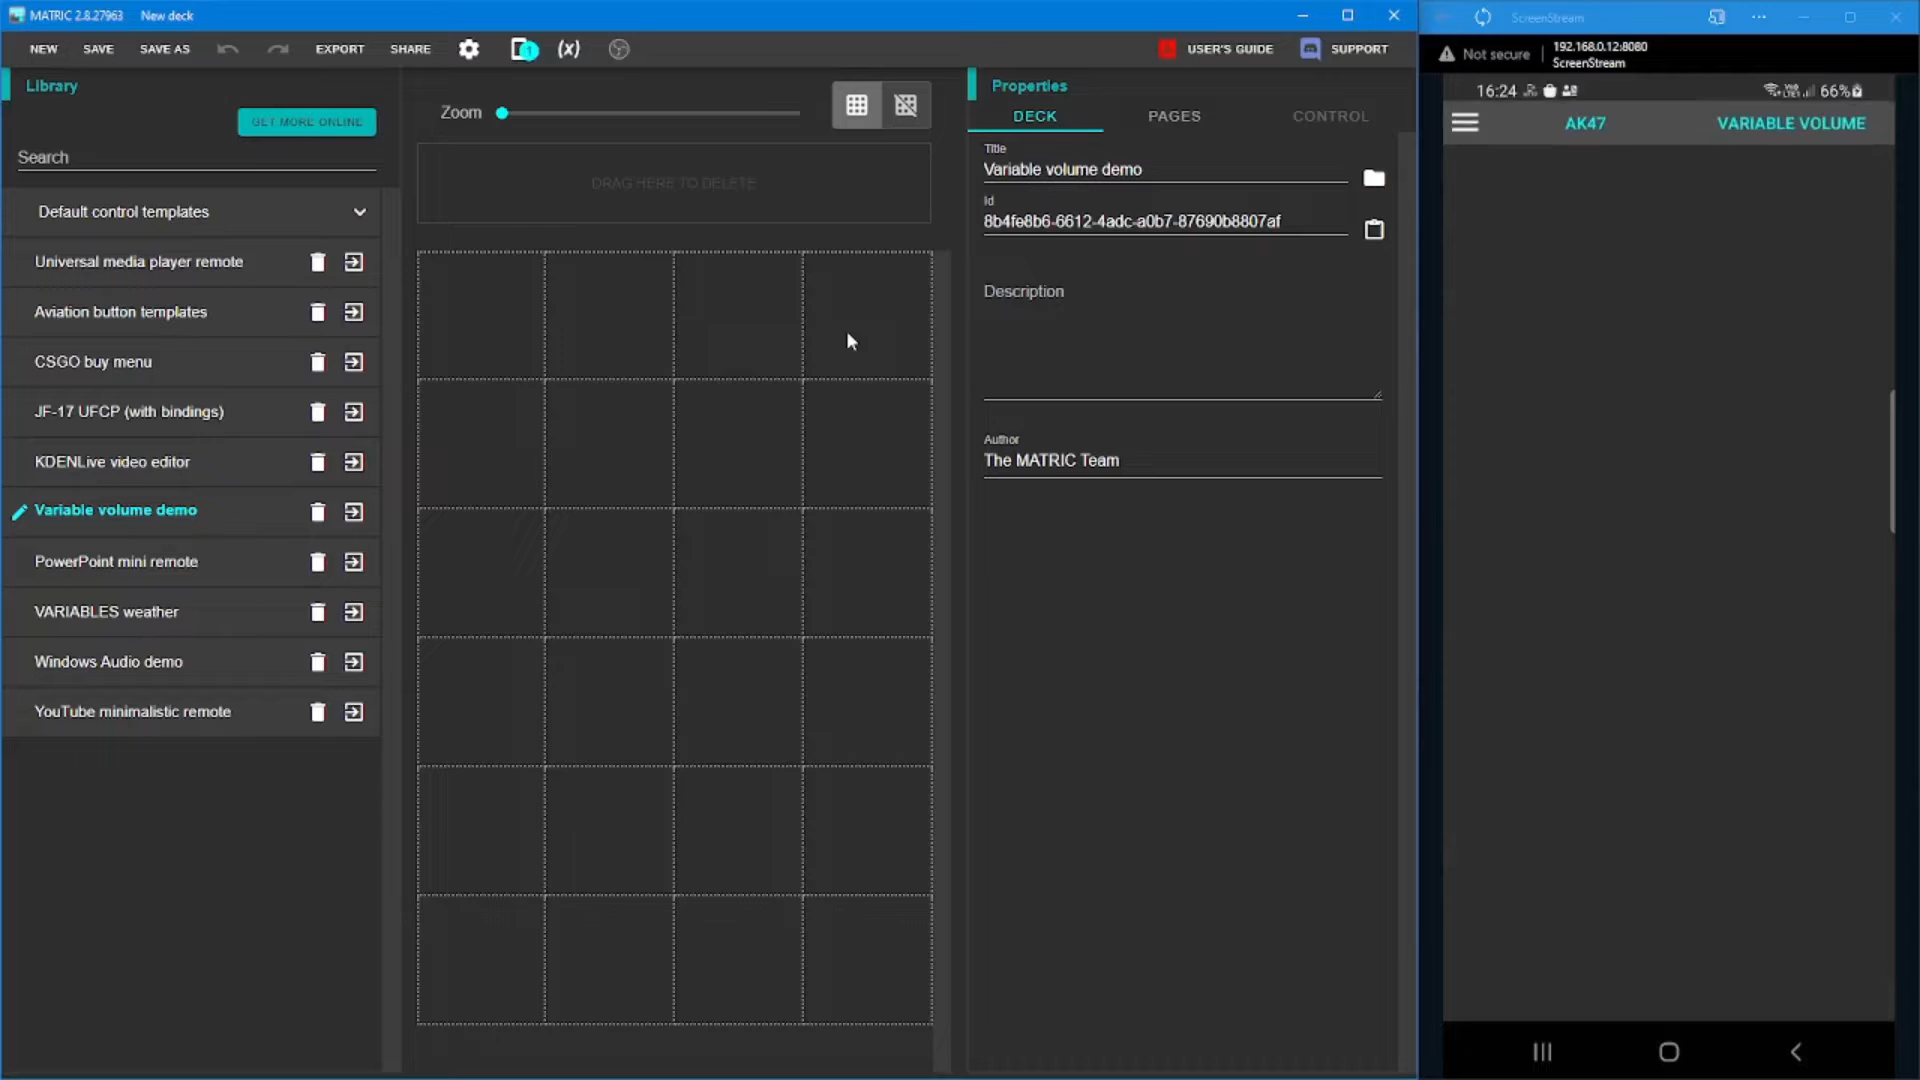 MATRIC 2.8.27963 New deck
NEW SAVE SAVE AS EXPORT SHARE 1 (x) USER'S GUIDE SUPPORT
Library
GET MORE ONLINE
Search
Default control templates
Universal media player remote
Aviation button templates
CSGO buy menu
JF-17 UFCP (with bindings)
KDENLive video editor
Variable volume demo
PowerPoint mini remote
VARIABLES weather
Windows Audio demo
YouTube minimalistic remote
Zoom
DRAG HERE TO DELETE
Properties
DECK PAGES CONTROL
Title
Variable volume demo
Id
8b4fe8b6-6612-4adc-a0b7-87690b8807af
Description
Author
The MATRIC Team
ScreenStream
Not secure
192.168.0.12:8080
ScreenStream
16:24 66%
AK47 VARIABLE VOLUME